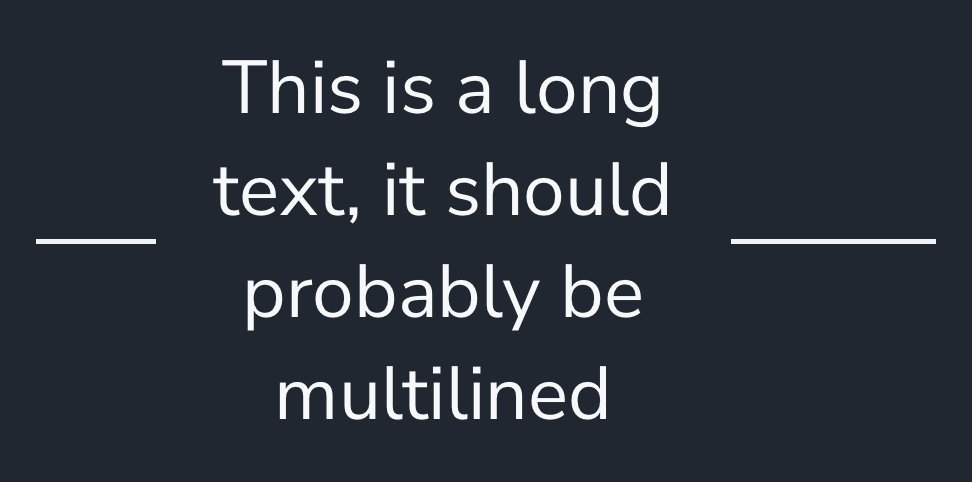 This is a long
text, it should
probably be
multilined